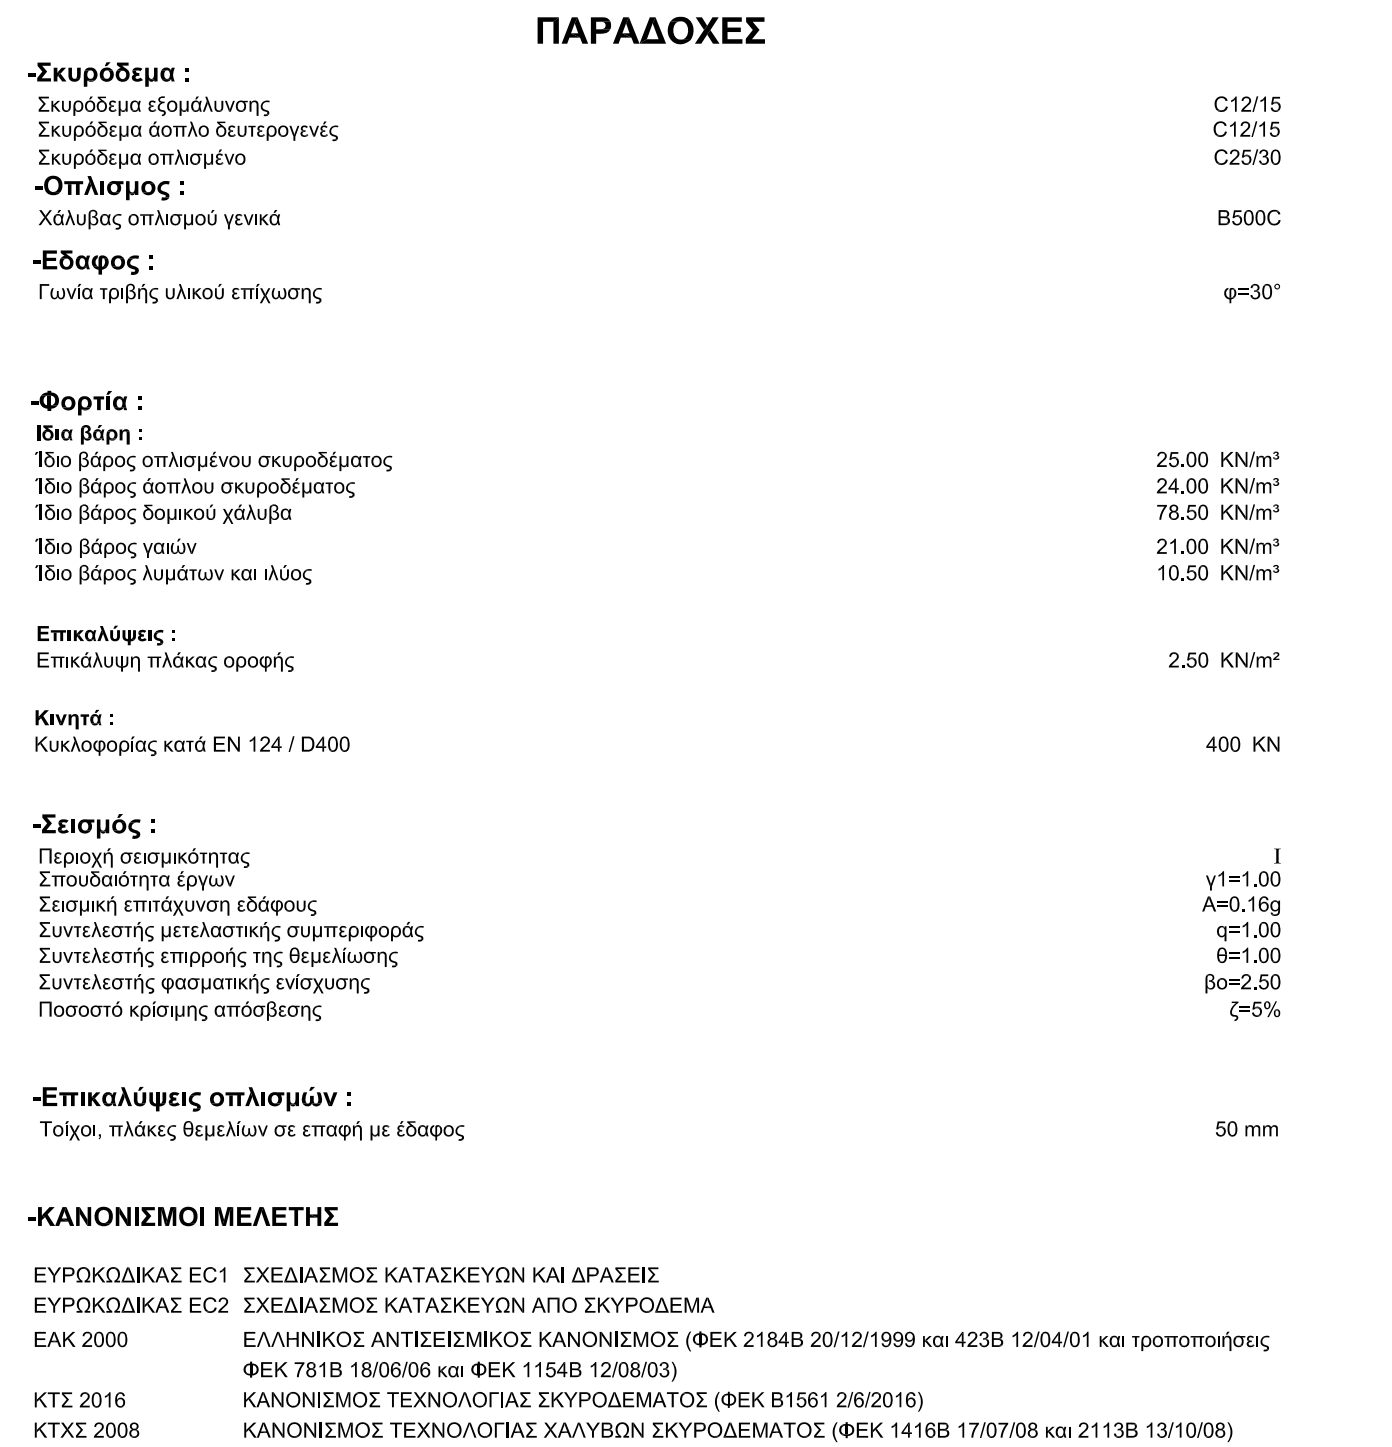 ΠΑΡΑΔΟΧΕΣ
-Σκυρόδεμα :
Σκυρόδεμα εξομάλυνσης C12/15
Σκυρόδεμα άοπλο δευτερογενές C12/15
Σκυρόδεμα οπλισμένο C25/30
-Οπλισμος :
Χάλυβας οπλισμού γενικά B500C
-Εδαφος :
Γωνία τριβής υλικού επίχωσης φ=30°
-Φορτία :
Ιδια βάρη :
Ίδιο βάρος οπλισμένου σκυροδέματος 25.00 KN/m³
Ίδιο βάρος άοπλου σκυροδέματος 24.00 KN/m³
Ίδιο βάρος δομικού χάλυβα 78.50 KN/m³
Ίδιο βάρος γαιών 21.00 KN/m³
Ίδιο βάρος λυμάτων και ιλύος 10.50 KN/m³
Επικαλύψεις :
Επικάλυψη πλάκας οροφής 2.50 KN/m²
Κινητά :
Κυκλοφορίας κατά EN 124 / D400 400 KN
-Σεισμός :
Περιοχή σεισμικότητας I
Σπουδαιότητα έργων γ1=1.00
Σεισμική επιτάχυνση εδάφους A=0.16g
Συντελεστής μετελαστικής συμπεριφοράς q=1.00
Συντελεστής επιρροής της θεμελίωσης θ=1.00
Συντελεστής φασματικής ενίσχυσης βο=2.50
Ποσοστό κρίσιμης απόσβεσης ζ=5%
-Επικαλύψεις οπλισμών :
Τοίχοι, πλάκες θεμελίων σε επαφή με έδαφος 50 mm
-ΚΑΝΟΝΙΣΜΟΙ ΜΕΛΕΤΗΣ
ΕΥΡΩΚΩΔΙΚΑΣ EC1 ΣΧΕΔΙΑΣΜΟΣ ΚΑΤΑΣΚΕΥΩΝ ΚΑΙ ΔΡΑΣΕΙΣ
ΕΥΡΩΚΩΔΙΚΑΣ EC2 ΣΧΕΔΙΑΣΜΟΣ ΚΑΤΑΣΚΕΥΩΝ ΑΠΟ ΣΚΥΡΟΔΕΜΑ
ΕΑΚ 2000 ΕΛΛΗΝΙΚΟΣ ΑΝΤΙΣΕΙΣΜΙΚΟΣ ΚΑΝΟΝΙΣΜΟΣ (ΦΕΚ 2184Β 20/12/1999 και 423Β 12/04/01 και τροποποιήσεις
ΦΕΚ 781Β 18/06/06 και ΦΕΚ 1154Β 12/08/03)
ΚΤΣ 2016 ΚΑΝΟΝΙΣΜΟΣ ΤΕΧΝΟΛΟΓΙΑΣ ΣΚΥΡΟΔΕΜΑΤΟΣ (ΦΕΚ Β1561 2/6/2016)
ΚΤΧΣ 2008 ΚΑΝΟΝΙΣΜΟΣ ΤΕΧΝΟΛΟΓΙΑΣ ΧΑΛΥΒΩΝ ΣΚΥΡΟΔΕΜΑΤΟΣ (ΦΕΚ 1416Β 17/07/08 και 2113Β 13/10/08)